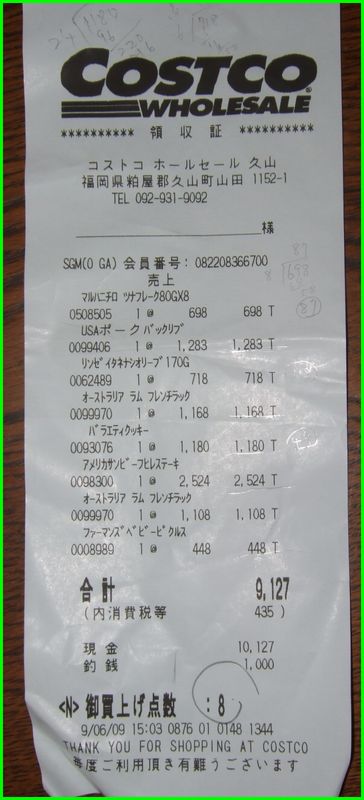 COSTCO
WHOLESALE
********** 領収証 **********
コストコ ホールセール 久山
福岡県粕屋郡久山町山田 1152-1
TEL 092-931-9092
様
SGM(0 GA) 会員番号: 082208366700
売上
マルハニチロ ツナフレーク80GX8
0508505 1 @ 698 698 T
USAポーク バックリブ
0099406 1 @ 1,283 1,283 T
リンゼイタネナシオリーブ170G
0062489 1 @ 718 718 T
オーストラリア ラム フレンチラック
0099970 1 @ 1,168 1,168 T
バラエティクッキー
0093076 1 @ 1,180 1,180 T
アメリカサンビーフヒレステーキ
0098300 1 @ 2,524 2,524 T
オーストラリア ラム フレンチラック
0099970 1 @ 1,108 1,108 T
ファーマンズベビーピクルス
0008989 1 @ 448 448 T
合計 9,127
(内消費税等 435)
現金 10,127
釣銭 1,000
<N> 御買上げ点数 :8
9/06/09 15:03 0876 01 0148 1344
THANK YOU FOR SHOPPING AT COSTCO
毎度ご利用頂き有難うございます